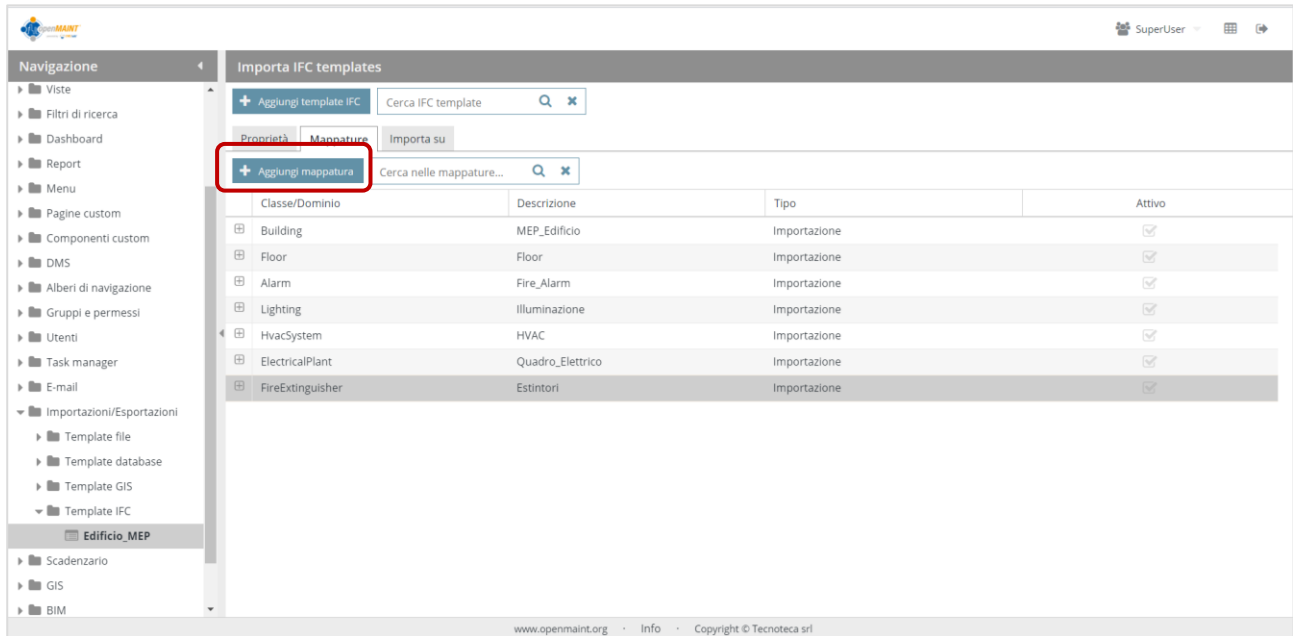 openMAINT
SuperUser
Navigazione
Viste
Filtri di ricerca
Dashboard
Report
Menu
Pagine custom
Componenti custom
DMS
Alberi di navigazione
Gruppi e permessi
Utenti
Task manager
E-mail
Importazioni/Esportazioni
Template file
Template database
Template GIS
Template IFC
Edificio_MEP
Scadenzario
GIS
BIM
Importa IFC templates
Aggiungi template IFC Cerca IFC template
Proprietà Mappature Importa su
Aggiungi mappatura Cerca nelle mappature...
Classe/Dominio Descrizione Tipo Attivo
Building MEP_Edificio Importazione
Floor Floor Importazione
Alarm Fire_Alarm Importazione
Lighting Illuminazione Importazione
HvacSystem HVAC Importazione
ElectricalPlant Quadro_Elettrico Importazione
FireExtinguisher Estintori Importazione
www.openmaint.org · Info · Copyright © Tecnoteca srl